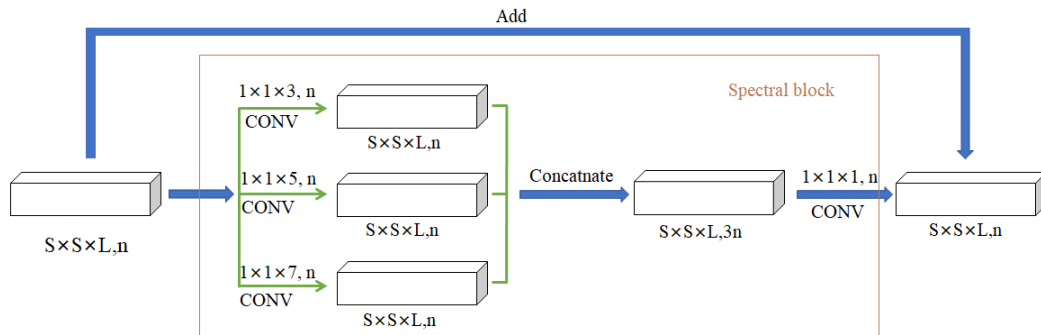 Add
Spectral block
1×1×3, n
CONV
S×S×L,n
1×1×5, n
CONV
S×S×L,n
1×1×7, n
CONV
S×S×L,n
S×S×L,n
Concatnate
S×S×L,3n
1×1×1, n
CONV
S×S×L,n